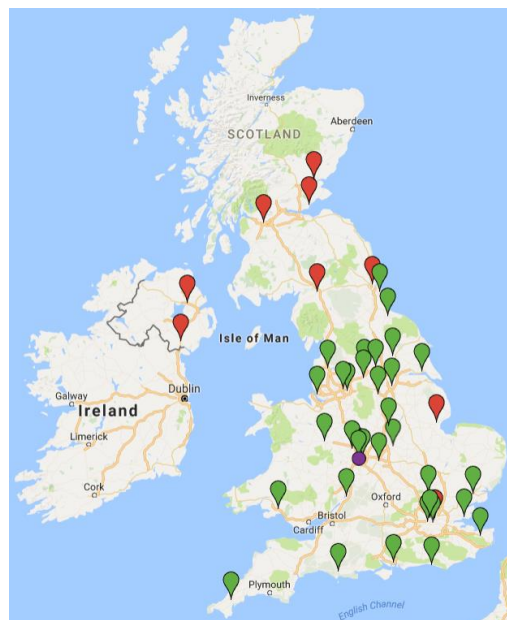 Inverness
Aberdeen
SCOTLAND
Isle of Man
Galway
Dublin
Ireland
Limerick
Cork
Oxford
Bristol
Cardiff
Plymouth
English Channel